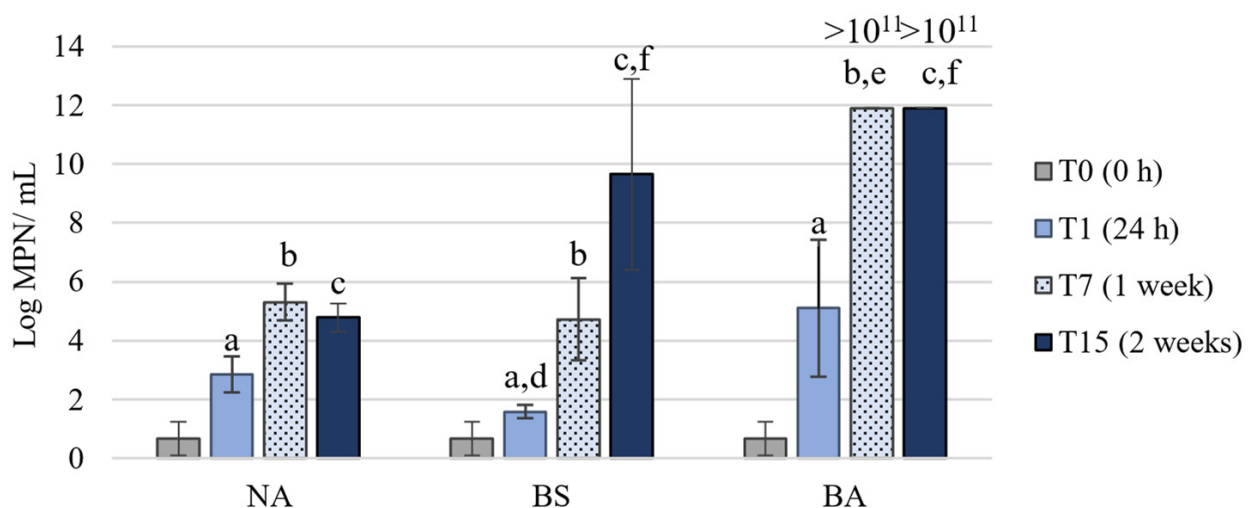 >10¹¹>10¹¹
14
c,f
b,e
c,f
12
10
8
a
b
b
6
c
a
4
a,d
2
0
Log MPN/ mL
NA
BS
BA
T0 (0 h)
T1 (24 h)
T7 (1 week)
T15 (2 weeks)